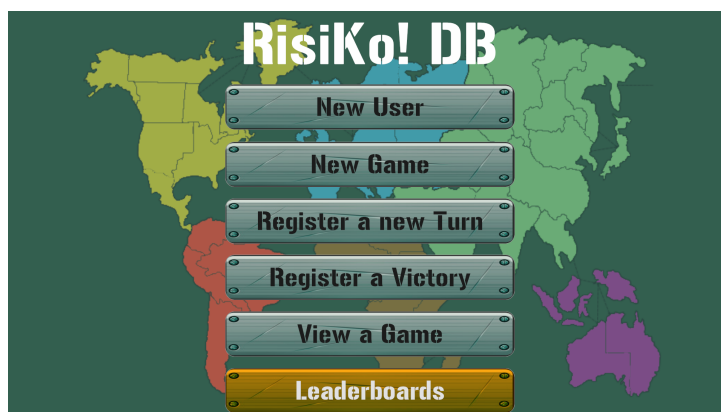 RisiKo! DB
New User
New Game
Register a new Turn
Register a Victory
View a Game
Leaderboards